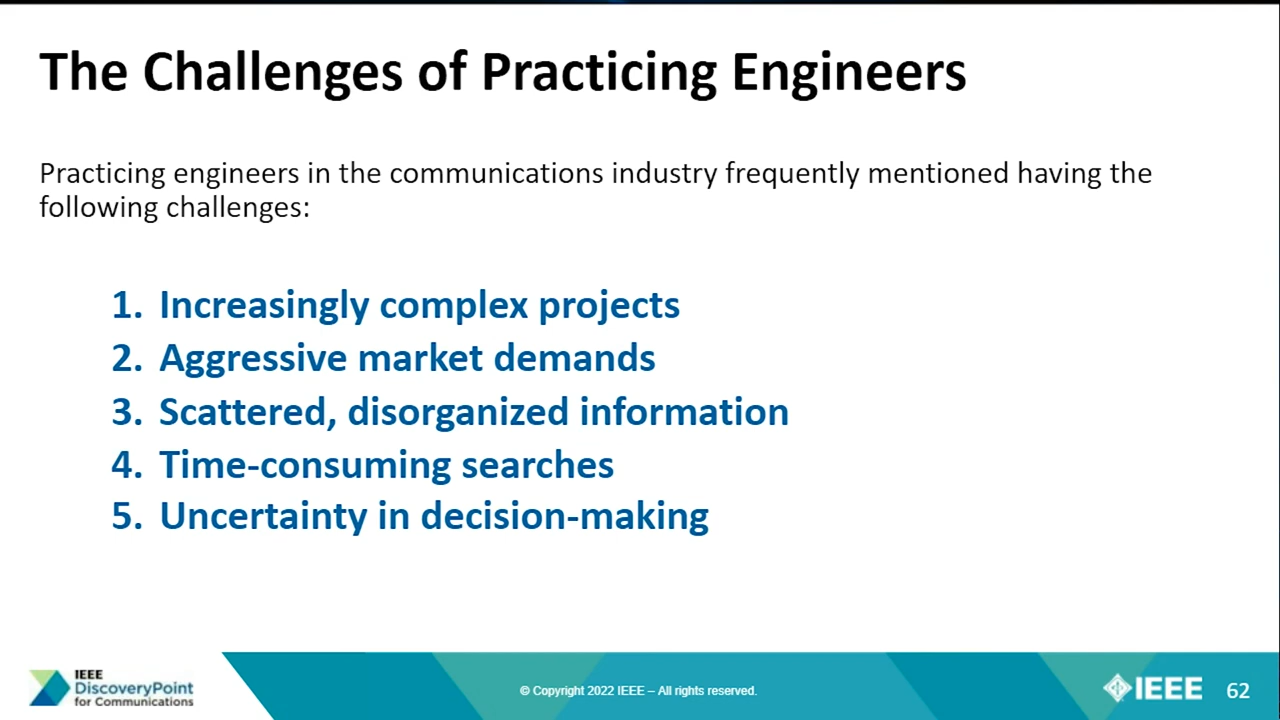 The Challenges of Practicing Engineers
Practicing engineers in the communications industry frequently mentioned having the
following challenges:
1. Increasingly complex projects
2. Aggressive market demands
3. Scattered, disorganized information
4. Time-consuming searches
5. Uncertainty in decision-making
IEEE
DiscoveryPoint
for Communications
© Copyright 2022 IEEE – All rights reserved.
IEEE
62